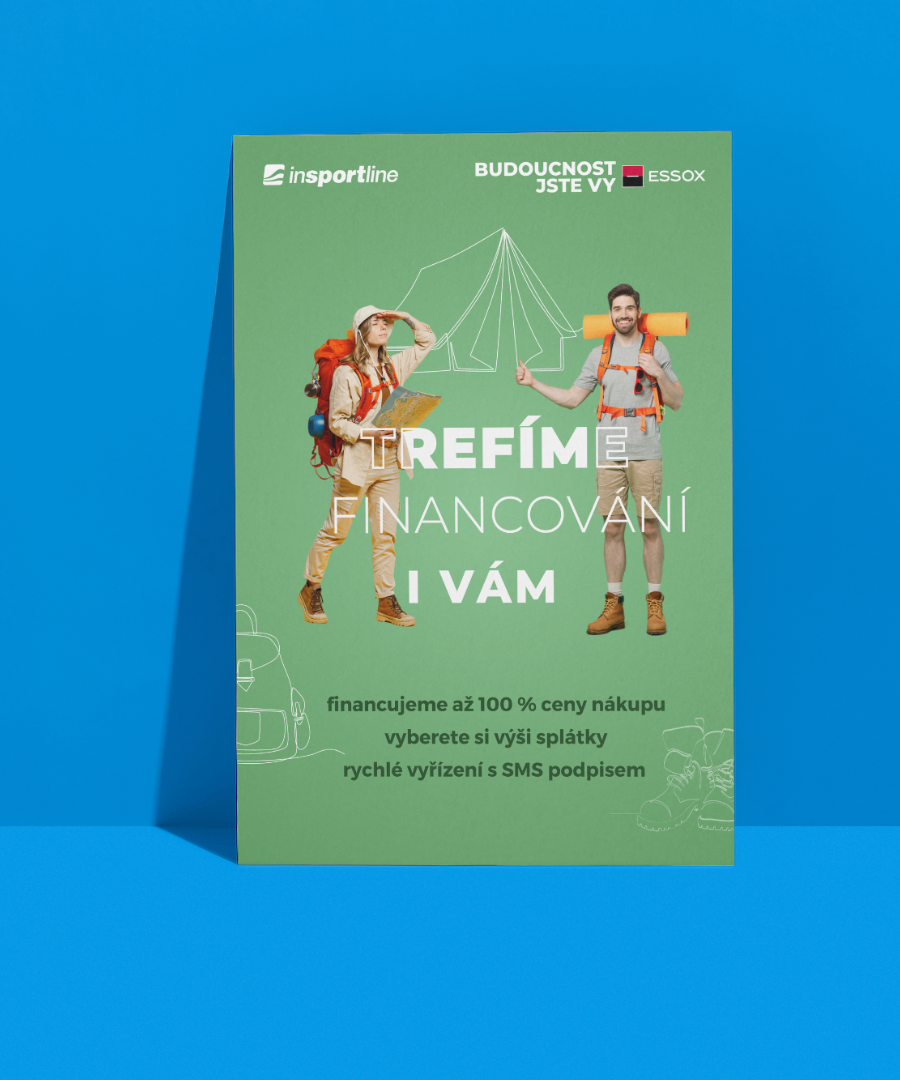 insportline
BUDOUCNOST
JSTE VY
ESSOX
TREFÍME
FINANCOVÁNÍ
I VÁM
financujeme až 100 % ceny nákupu
vyberete si výši splátky
rychlé vyřízení s SMS podpisem